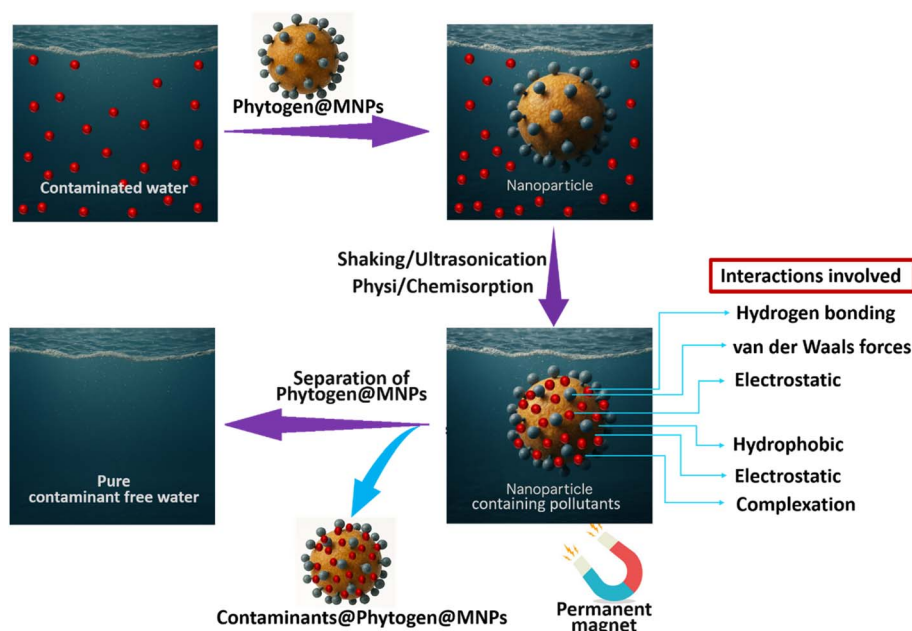 Phytogen@MNPs
Contaminated water
Nanoparticle
Shaking/Ultrasonication
Physi/Chemisorption
Interactions involved
Hydrogen bonding
van der Waals forces
Electrostatic
Hydrophobic
Electrostatic
Complexation
Separation of
Phytogen@MNPs
Pure
contaminant free water
Nanoparticle
containing pollutants
Contaminants@Phytogen@MNPs
Permanent
magnet